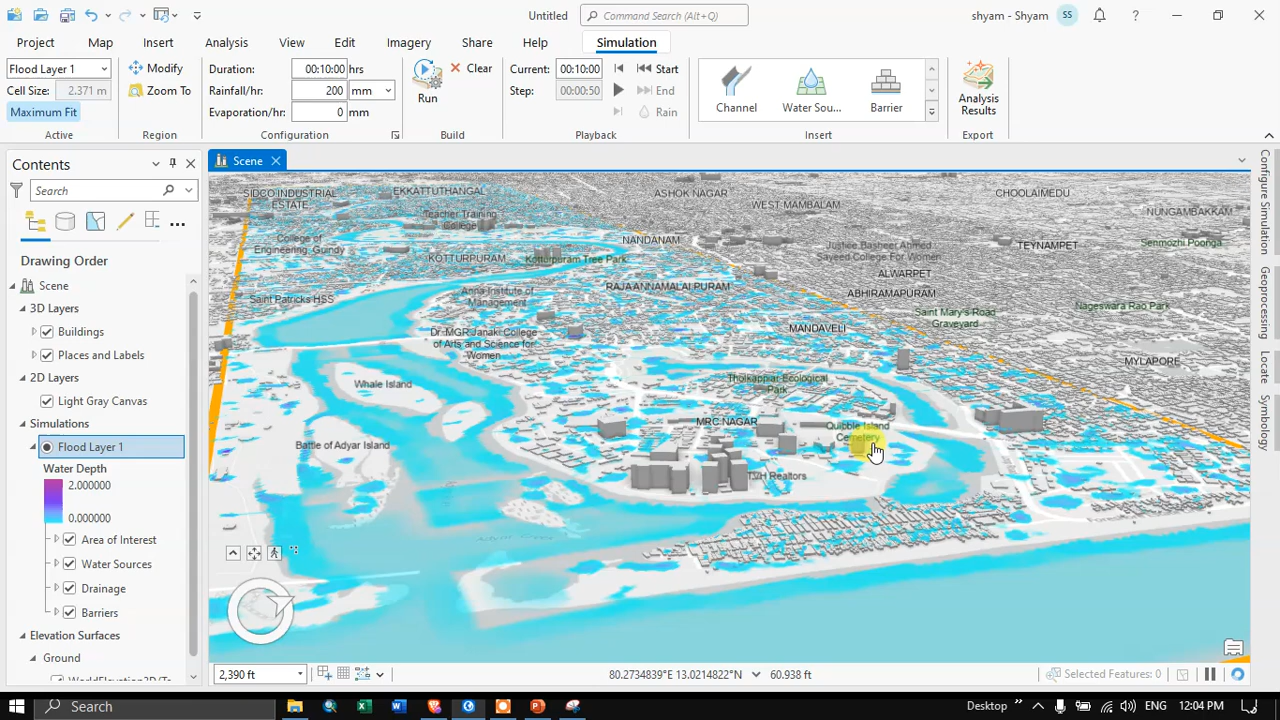 Untitled
Command Search (Alt+Q)
shyam - Shyam
SS
?
Project
Map
Insert
Analysis
View
Edit
Imagery
Share
Help
Simulation
Flood Layer 1
Cell Size: 2.371 m
Maximum Fit
Active
Modify
Zoom
Region
Duration: 00:10:00 hrs
Rainfall/hr: 200 mm
Evaporation/hr: 0 mm
Configuration
Run
Clear
Build
Current: 00:10:00
Step: 00:00:50
Start
End
Rain
Playback
Channel
Water Sou...
Barrier
Insert
Analysis
Results
Export
Contents
Search
Drawing Order
Scene
3D Layers
Buildings
Places and Labels
2D Layers
Light Gray Canvas
Simulations
Flood Layer 1
Water Depth
2.000000
0.000000
Area of Interest
Water Sources
Drainage
Barriers
Elevation Surfaces
Ground
Scene
SIDCO INDUSTRIAL
ESTATE
EKKATTUTHANGAL
ASHOK NAGAR
WEST MAMBALAM
CHOOLAIMEDU
NUNGAMBAKKAM
Teacher Training
College
College of
Engineering, Guindy
KOTTURPURAM
Kotturpuram Tree Park
NANDANAM
Justice Basheer Ahmed
Sayeed College For Women
TEYNAMPET
Senmozhi Poonga
ALWARPET
Saint Patricks HSS
Anna Institute of
Management
RAJA ANNAMALAI PURAM
ABHIRAMAPURAM
Saint Mary's Road
Graveyard
Nageswara Rao Park
Dr. MGR Janaki College
of Arts and Science for
Women
MANDAVELI
MYLAPORE
Whale Island
Tholkappiar Ecological
Park
MRC NAGAR
Quibble Island
Cemetery
Battle of Adyar Island
TVH Realtors
Adyar Creek
2,390 ft
80.2734839°E 13.0214822°N
60.938 ft
Selected Features: 0
Configure Simulation
Geoprocessing
Locate
Symbology
Search
Desktop
ENG
12:04 PM